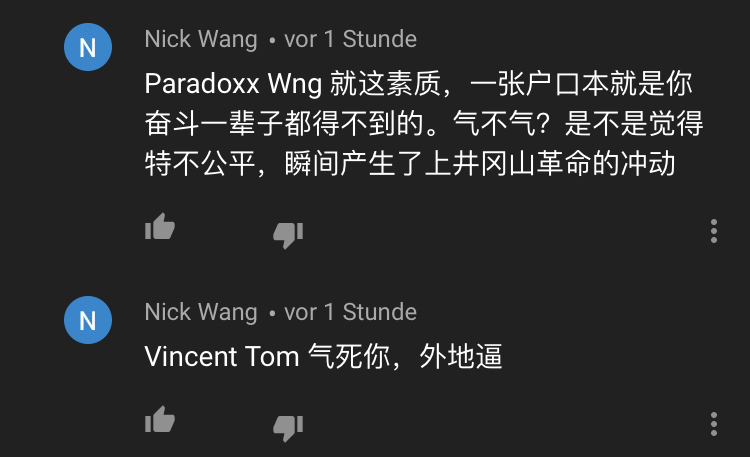 N
Nick Wang • vor 1 Stunde
Paradoxx Wng 就这素质，一张户口本就是你
奋斗一辈子都得不到的。气不气？是不是觉得
特不公平，瞬间产生了上井冈山革命的冲动
N
Nick Wang • vor 1 Stunde
Vincent Tom 气死你，外地逼